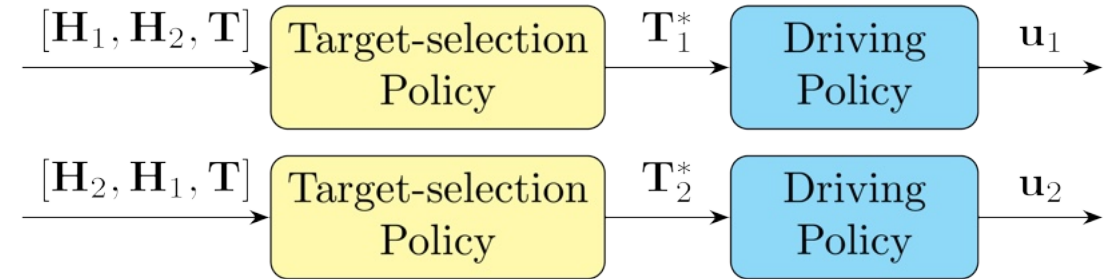 [H₁, H₂, T]
Target-selection
Policy
T₁*
Driving
Policy
u₁
[H₂, H₁, T]
Target-selection
Policy
T₂*
Driving
Policy
u₂